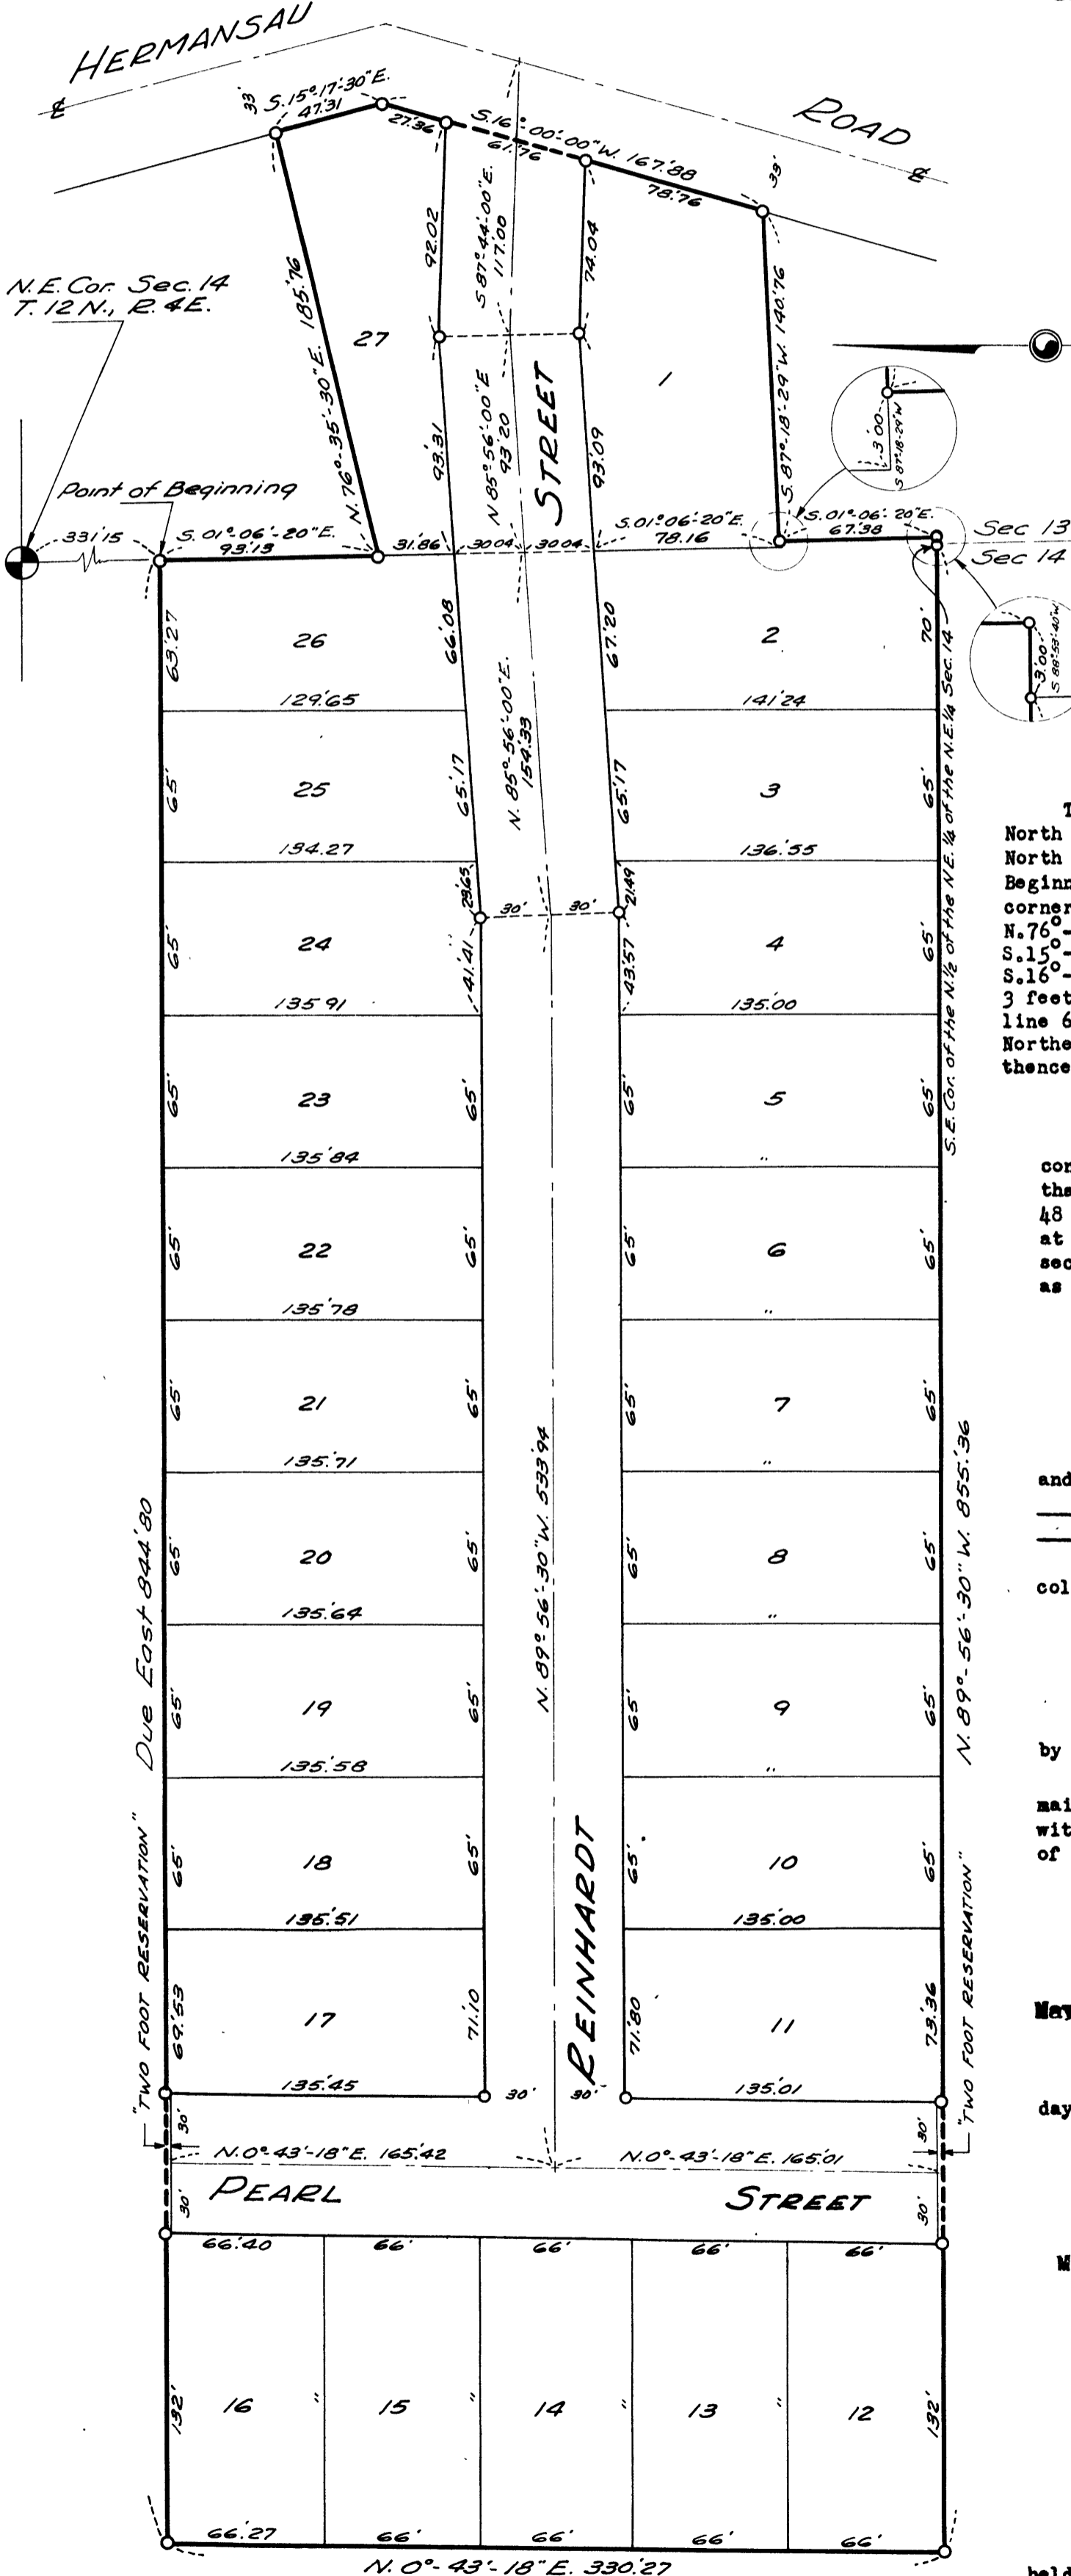 HERMANSAU
ROAD
℄
℄
33'
S.15°-17'-30"E.
47.31
27.36
S.16°-00'-00"W. 167.88
61.76
78.76
33'
N.E. Cor. Sec. 14
T. 12 N., R. 4 E.
N. 76°-35'-30"E. 185.76
27
92.02
S 87°-44'-00"E.
117.00
74.04
S. 87°-18'-29"W. 140.76
1
93.31
N 85°-56'-00"E
93.20
STREET
93.09
3'00
S 87°-18'-29"W
Point of Beginning
331.15
S. 01°-06'-20"E.
93.13
31.86
30.04
30.04
S.01°-06'-20"E.
78.16
S.01°-06'-20"E.
67.38
Sec 13
Sec 14
3'00"
S 88°-53'-40"W
63.27
26
129.65
66.08
67.20
2
141.24
70'
S.E. Cor. of the N.½ of the N.E.¼ of the N.E.¼ Sec. 14
N. 85°-56'-00"E.
154.33
65'
25
134.27
65.17
65.17
3
136.55
65'
65'
24
135.91
41.41
30'
30'
21.49
43.57
4
135.00
65'
65'
23
135.84
65'
65'
5
"
65'
65'
22
135.78
65'
65'
6
"
65'
65'
21
135.71
65'
65'
7
"
65'
65'
20
135.64
65'
65'
8
"
65'
65'
19
135.58
65'
65'
9
"
65'
65'
18
135.51
65'
65'
10
135.00
65'
69.53
17
135.45
71.10
71.80
11
135.01
73.36
Due East 844.80
N. 89°-56'-30"W. 533.94
N. 89°-56'-30" W. 855.36
REINHARDT
"TWO FOOT RESERVATION"
"TWO FOOT RESERVATION"
30'
30'
30'
30'
N. 0°-43'-18"E. 165.42
N. 0°-43'-18"E. 165.01
PEARL
STREET
30'
30'
66.40
66'
66'
66'
66'
132'
16
"
15
"
14
"
13
"
12
132'
66.27
66'
66'
66'
66'
N. 0°-43'-18"E. 330.27
T
North
North
Beginn
corner
N.76°-
S.15°-
S.16°-
3 feet
line 6
Northe
thence
con
tha
48
at
sec
as
and
col
by
mai
wit
of
May
day
M
held